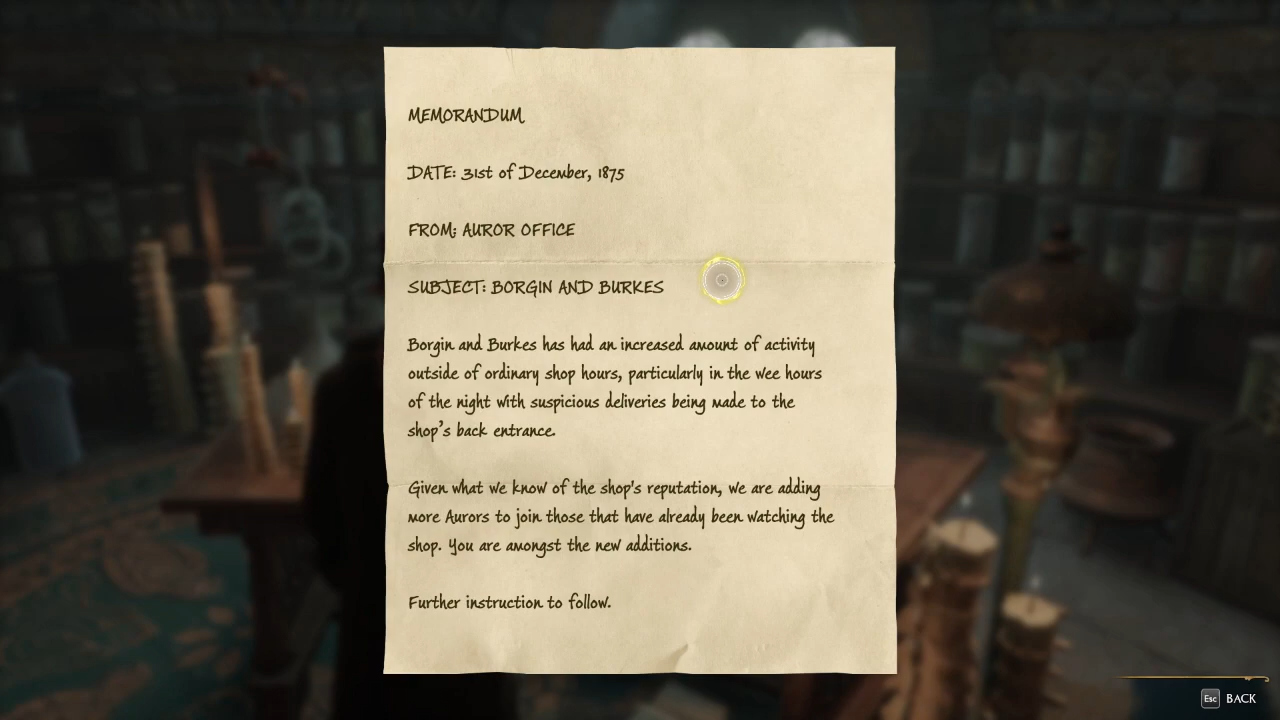 MEMORANDUM
DATE: 31st of December, 1875
FROM: AUROR OFFICE
SUBJECT: BORGIN AND BURKES
Borgin and Burkes has had an increased amount of activity
outside of ordinary shop hours, particularly in the wee hours
of the night with suspicious deliveries being made to the
shop's back entrance.
Given what we know of the shop's reputation, we are adding
more Aurors to join those that have already been watching the
shop. You are amongst the new additions.
Further instruction to follow.
Esc BACK